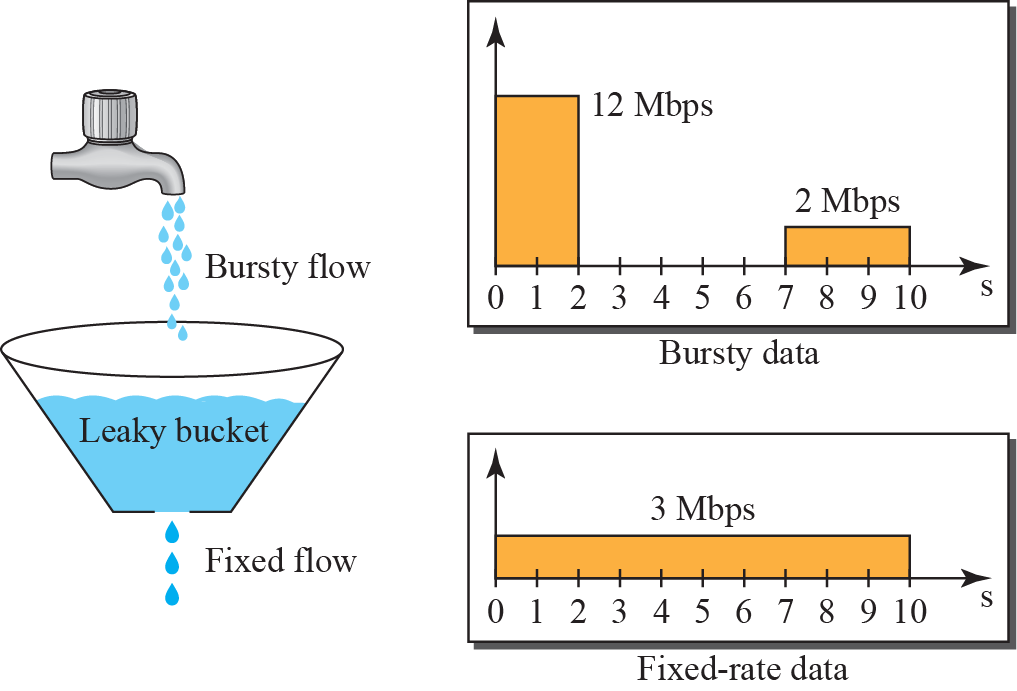 Bursty flow
Leaky bucket
Fixed flow
12 Mbps
2 Mbps
0 1 2 3 4 5 6 7 8 9 10 s
Bursty data
3 Mbps
0 1 2 3 4 5 6 7 8 9 10 s
Fixed-rate data